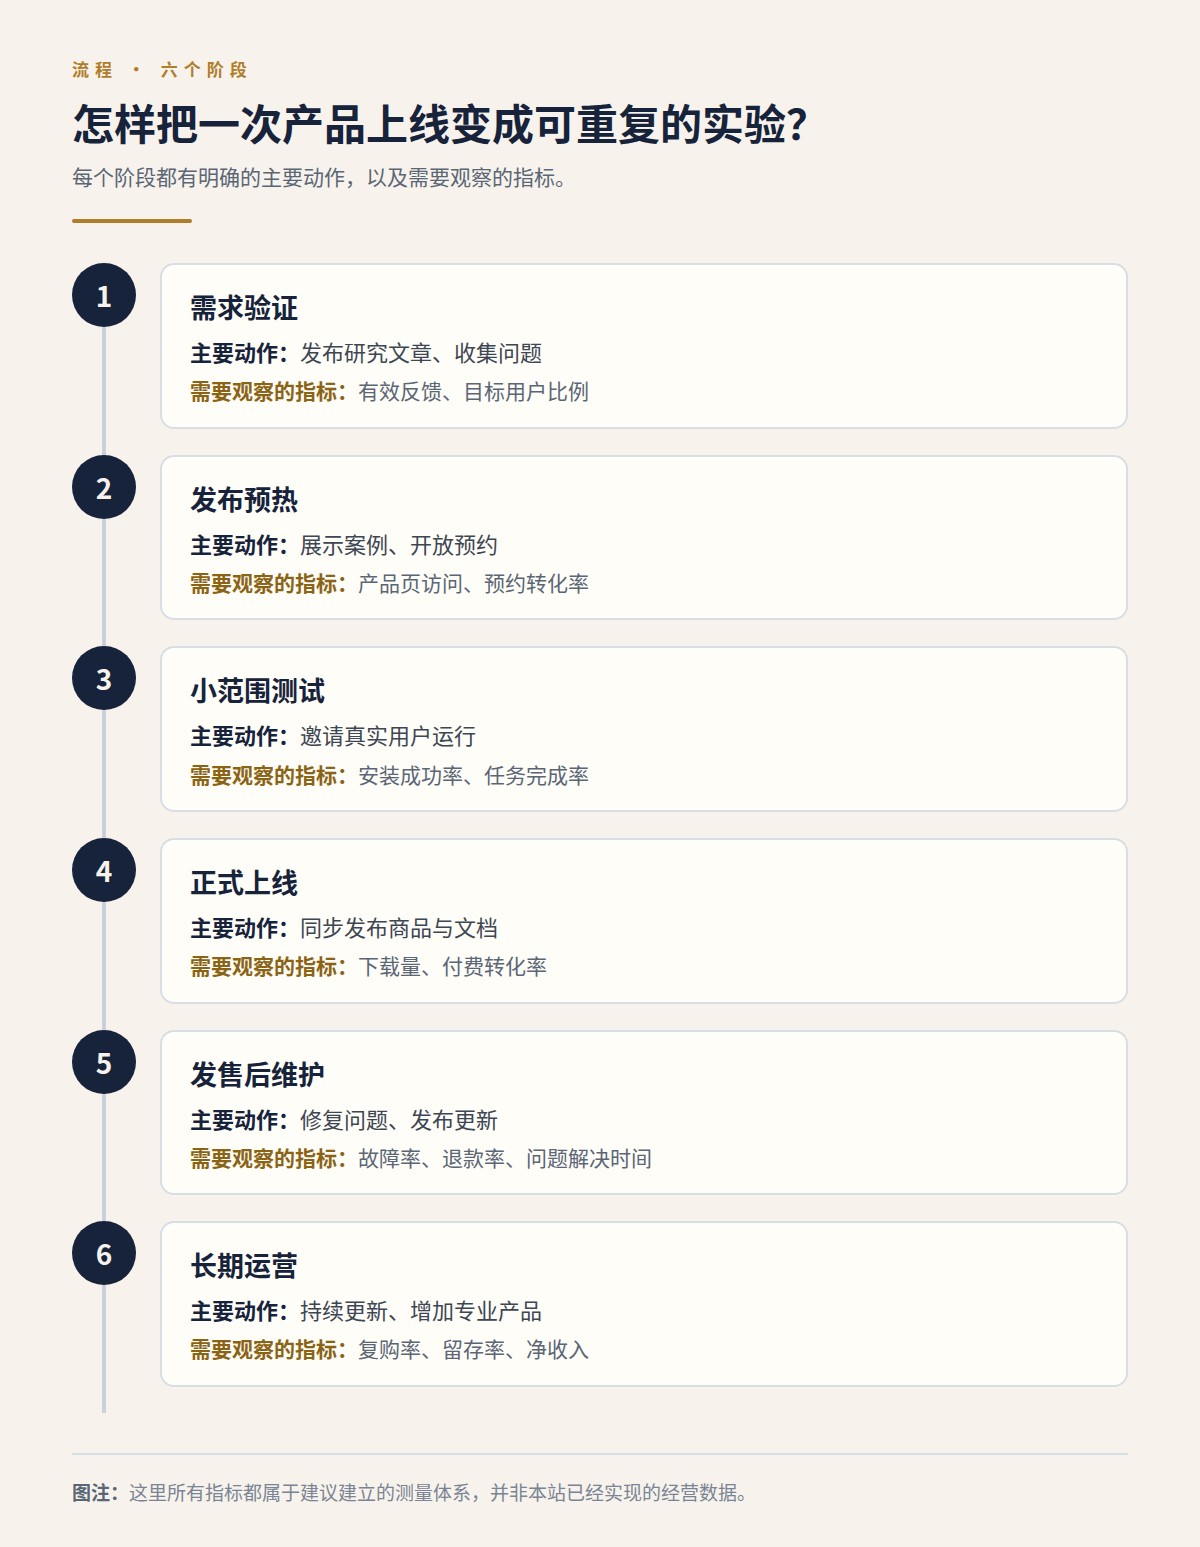 流程 · 六个阶段
怎样把一次产品上线变成可重复的实验？
每个阶段都有明确的主要动作，以及需要观察的指标。
1
需求验证
主要动作：发布研究文章、收集问题
需要观察的指标：有效反馈、目标用户比例
2
发布预热
主要动作：展示案例、开放预约
需要观察的指标：产品页访问、预约转化率
3
小范围测试
主要动作：邀请真实用户运行
需要观察的指标：安装成功率、任务完成率
4
正式上线
主要动作：同步发布商品与文档
需要观察的指标：下载量、付费转化率
5
发售后维护
主要动作：修复问题、发布更新
需要观察的指标：故障率、退款率、问题解决时间
6
长期运营
主要动作：持续更新、增加专业产品
需要观察的指标：复购率、留存率、净收入
图注：这里所有指标都属于建议建立的测量体系，并非本站已经实现的经营数据。